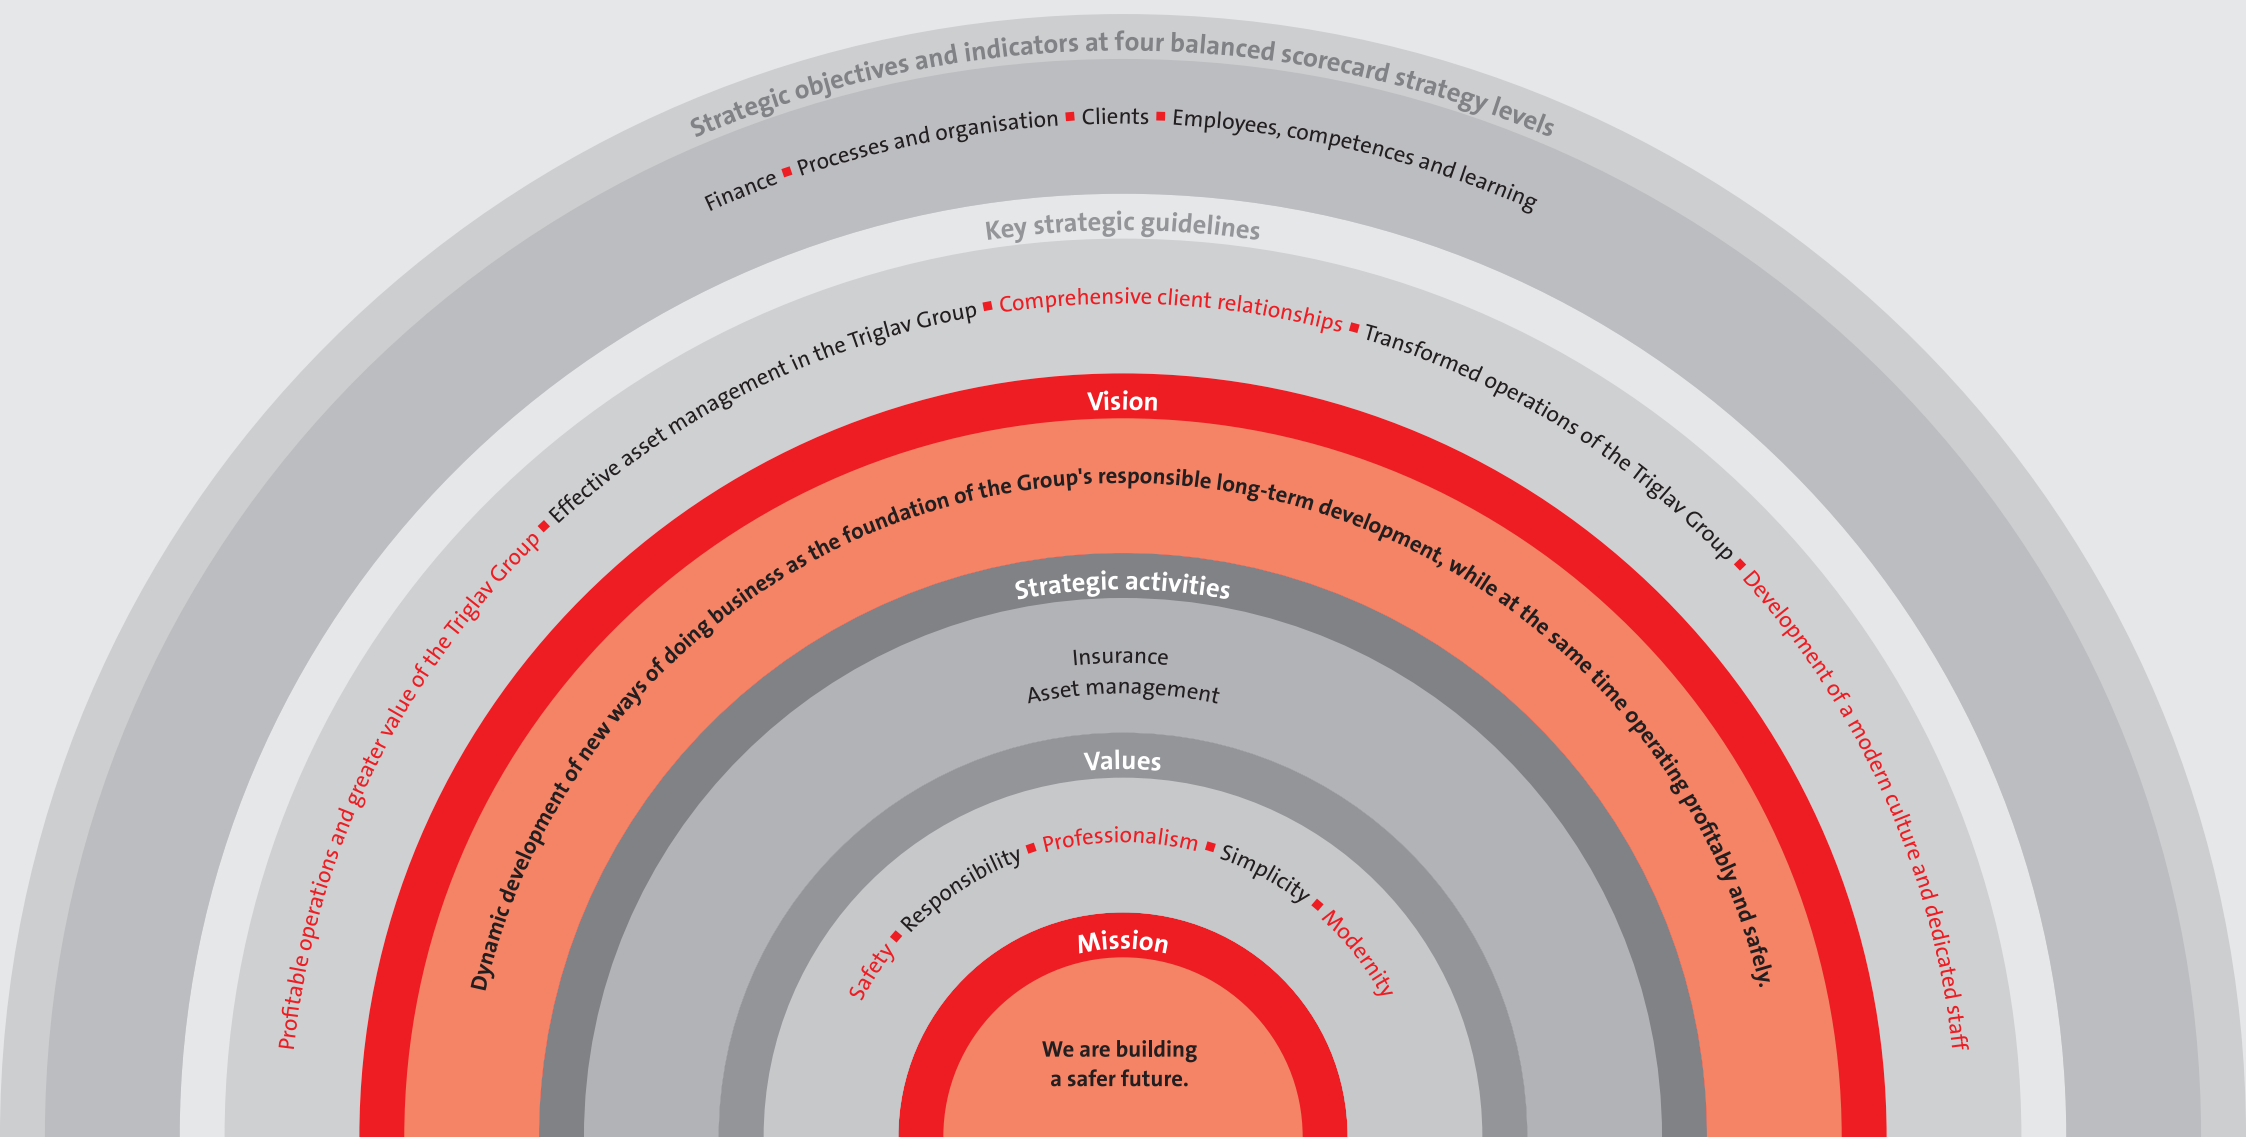 Strategic objectives and indicators at four balanced scorecard strategy levels
Finance ▪ Processes and organisation ▪ Clients ▪ Employees, competences and learning
Key strategic guidelines
Profitable operations and greater value of the Triglav Group ▪ Effective asset management in the Triglav Group ▪ Comprehensive client relationships ▪ Transformed operations of the Triglav Group ▪ Development of a modern culture and dedicated staff
Vision
Dynamic development of new ways of doing business as the foundation of the Group's responsible long-term development, while at the same time operating profitably and safely.
Strategic activities
Insurance
Asset management
Values
Safety ▪ Responsibility ▪ Professionalism ▪ Simplicity ▪ Modernity
Mission
We are building
a safer future.